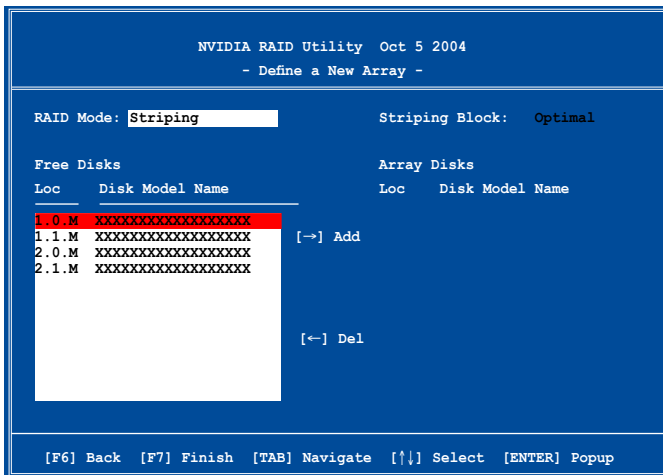 NVIDIA RAID Utility Oct 5 2004
- Define a New Array -
RAID Mode: Striping Striping Block: Optimal
Free Disks Array Disks
Loc Disk Model Name Loc Disk Model Name
1.0.M XXXXXXXXXXXXXXXXXX
1.1.M XXXXXXXXXXXXXXXXXX
[→] Add
2.0.M XXXXXXXXXXXXXXXXXX
2.1.M XXXXXXXXXXXXXXXXXX
[←] Del
[F6] Back [F7] Finish [TAB] Navigate [↑↓] Select [ENTER] Popup